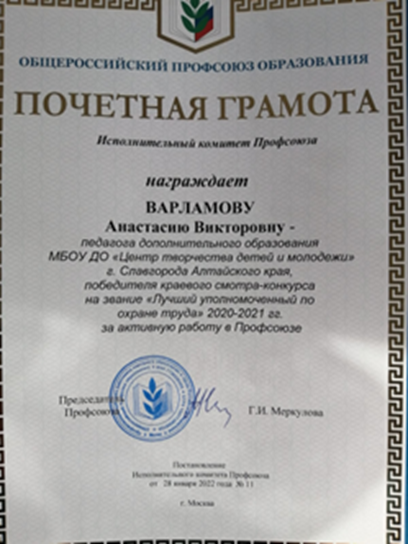 ОБЩЕРОССИЙСКИЙ ПРОФСОЮЗ ОБРАЗОВАНИЯ
ПОЧЕТНАЯ ГРАМОТА
Исполнительный комитет Профсоюза
награждает
ВАРЛАМОВУ
Анастасию Викторовну -
педагога дополнительного образования
МБОУ ДО «Центр творчества детей и молодежи»
г. Славгорода Алтайского края,
победителя краевого смотра-конкурса
на звание «Лучший уполномоченный по
охране труда» 2020-2021 гг.
за активную работу в Профсоюзе
Председатель
Профсоюза
Г.И. Меркулова
Постановление
Исполнительного комитета Профсоюза
от 28 января 2022 года № 11
г. Москва